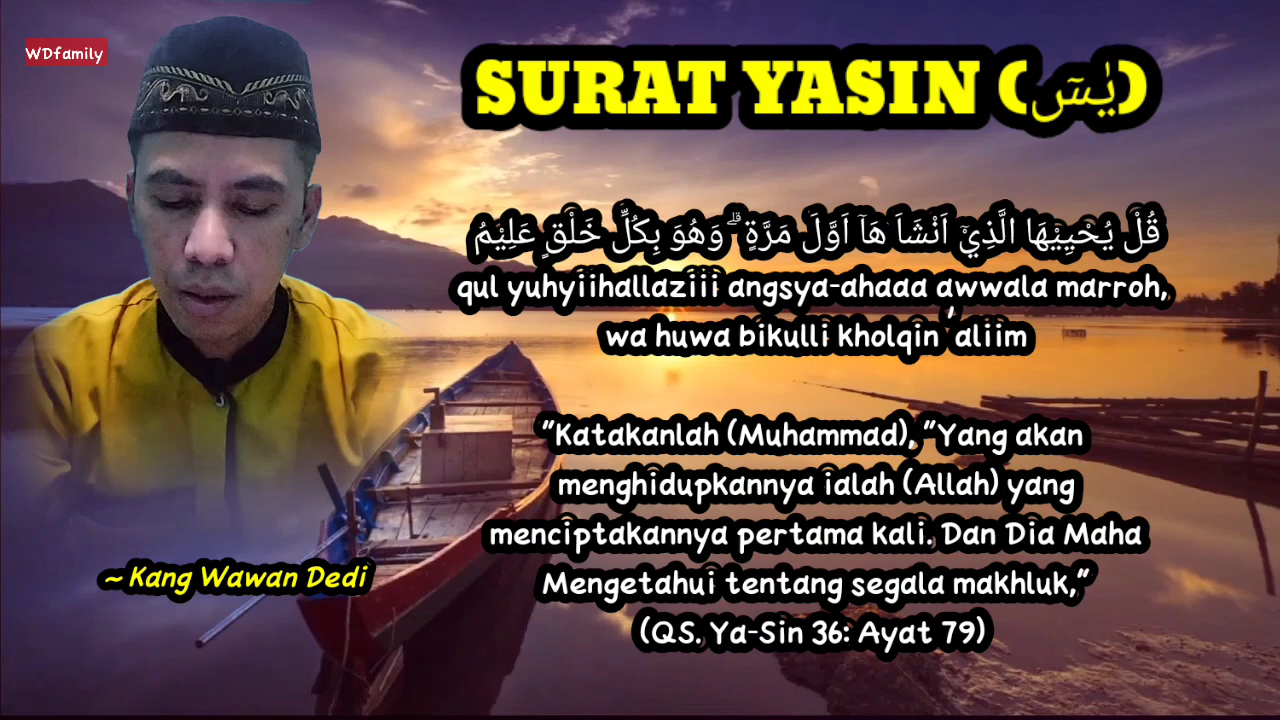 WDfamily
SURAT YASIN (يٰسۤ)
قُلْ يُحْيِيْهَا الَّذِيْٓ اَنْشَاَ هَآ اَوَّلَ مَرَّةٍ ۗوَهُوَ بِكُلِّ خَلْقٍ عَلِيْمُ
qul yuhyiihallaziii angsya-ahaaa awwala marroh,
wa huwa bikulli kholqin 'aliim
"Katakanlah (Muhammad), "Yang akan
menghidupkannya ialah (Allah) yang
menciptakannya pertama kali. Dan Dia Maha
Mengetahui tentang segala makhluk,"
(QS. Ya-Sin 36: Ayat 79)
~ Kang Wawan Dedi